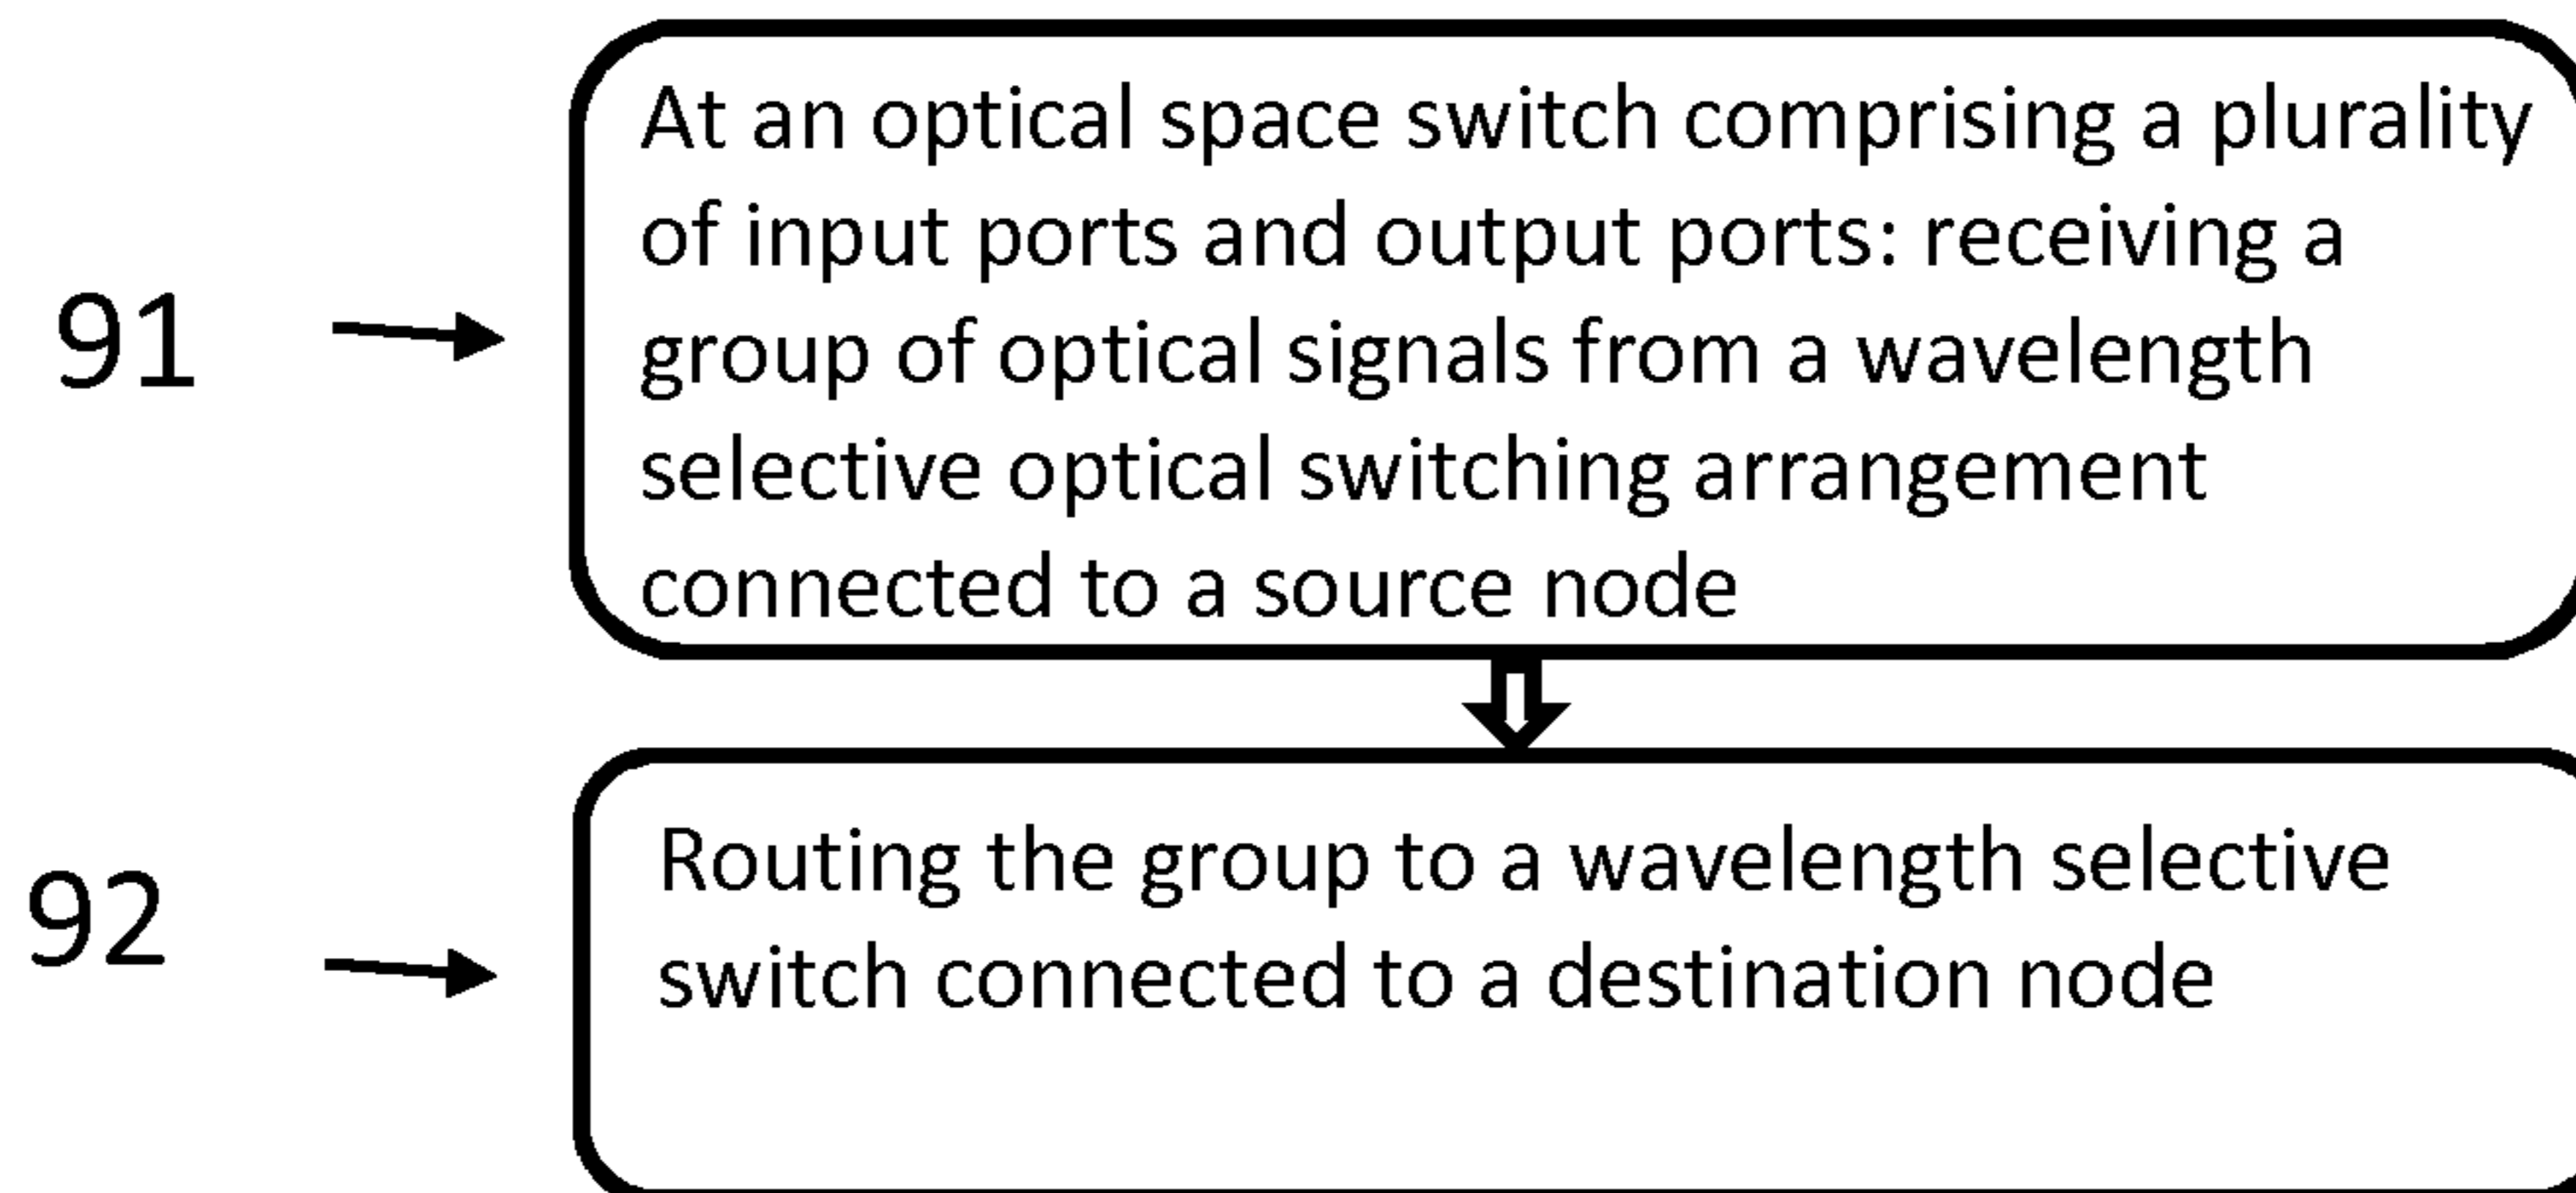 At an optical space switch comprising a plurality
of input ports and output ports: receiving a
91
group of optical signals from a wavelength
selective optical switching arrangement
connected to a source node
Routing the group to a wavelength selective
92
switch connected to a destination node